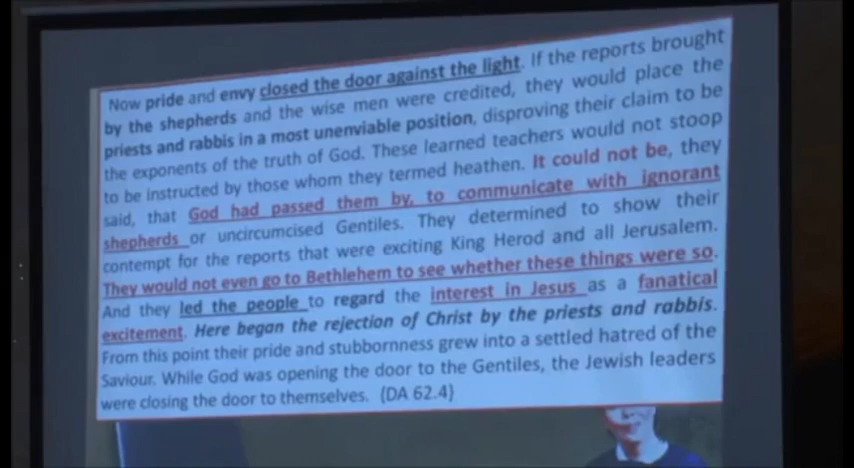 Now pride and envy closed the door against the light. If the reports brought
by the shepherds and the wise men were credited, they would place the
priests and rabbis in a most unenviable position, disproving their claim to be
the exponents of the truth of God. These learned teachers would not stoop
to be instructed by those whom they termed heathen. It could not be, they
said, that God had passed them by, to communicate with ignorant
shepherds or uncircumcised Gentiles. They determined to show their
contempt for the reports that were exciting King Herod and all Jerusalem.
They would not even go to Bethlehem to see whether these things were so.
And they led the people to regard the interest in Jesus as a fanatical
excitement. Here began the rejection of Christ by the priests and rabbis.
From this point their pride and stubbornness grew into a settled hatred of the
Saviour. While God was opening the door to the Gentiles, the Jewish leaders
were closing the door to themselves. {DA 62.4}